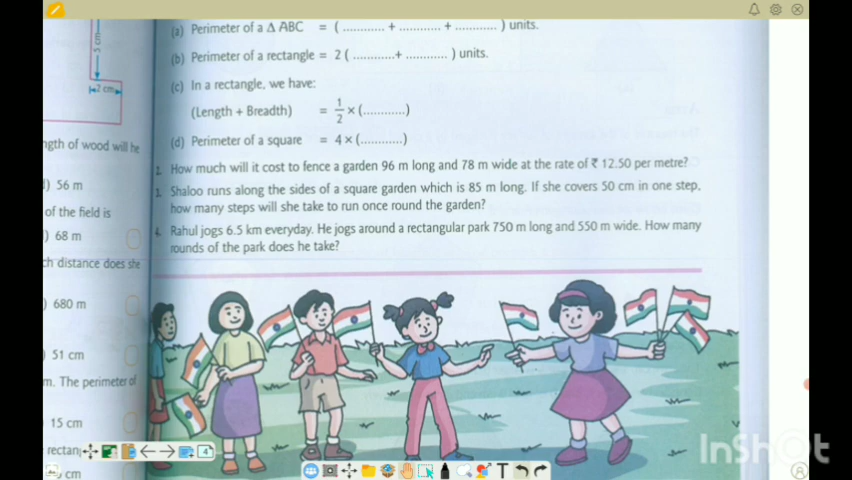 (a) Perimeter of a Δ ABC = ( ............ + ............ + ............ ) units.
(b) Perimeter of a rectangle = 2 ( ............+ ............ ) units.
(c) In a rectangle, we have:
(Length + Breadth) = 1/2 × (............)
(d) Perimeter of a square = 4 × (............)
2. How much will it cost to fence a garden 96 m long and 78 m wide at the rate of ₹ 12.50 per metre?
3. Shaloo runs along the sides of a square garden which is 85 m long. If she covers 50 cm in one step,
how many steps will she take to run once round the garden?
4. Rahul jogs 6.5 km everyday. He jogs around a rectangular park 750 m long and 550 m wide. How many
rounds of the park does he take?
5 cm
2 cm
ngth of wood will he
) 56 m
of the field is
) 68 m
ch distance does she
) 680 m
) 51 cm
m. The perimeter of
15 cm
rectan
cm
4
T
InShOt